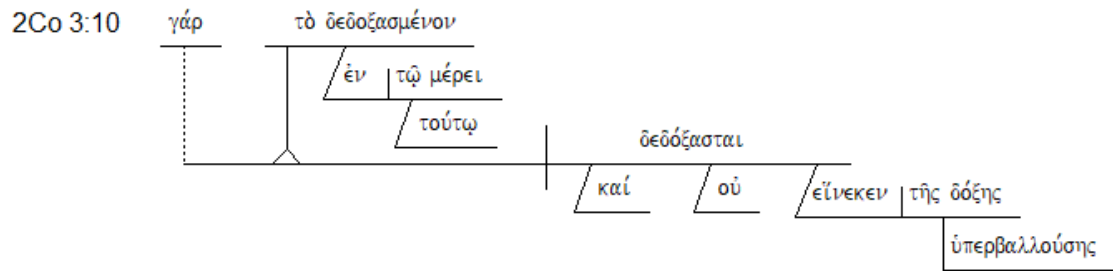 2Co 3:10 γάρ τὸ δεδοξασμένον
ἐν τῷ μέρει
τούτῳ
δεδόξασται
καί οὐ εἵνεκεν τῆς δόξης
ὑπερβαλλούσης